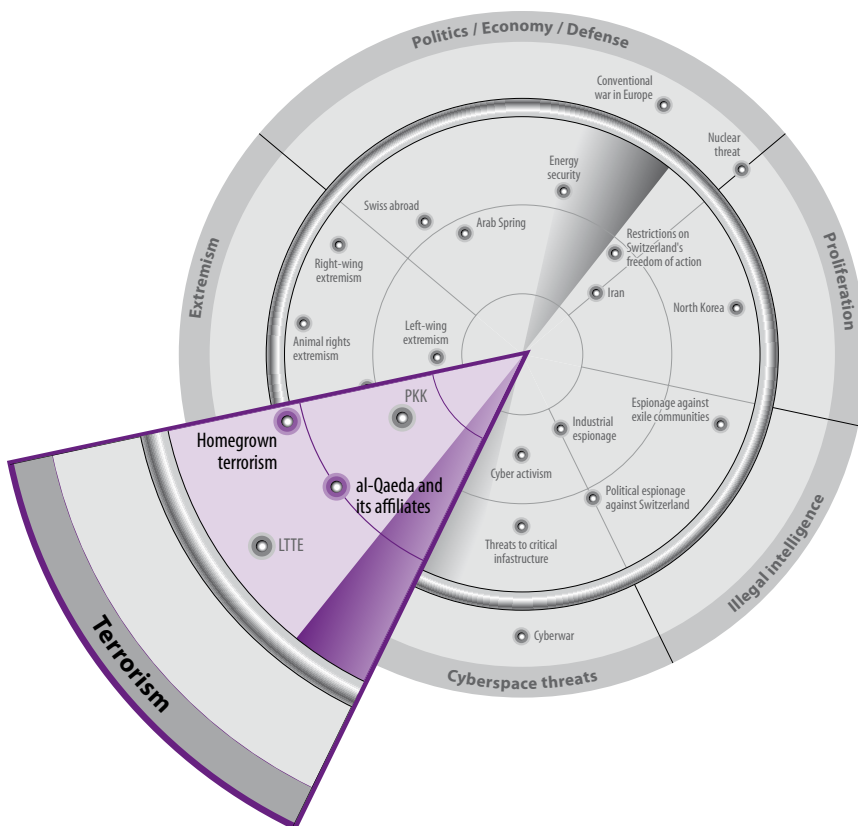 Politics / Economy / Defense
Conventional
war in Europe
Nuclear
threat
Energy
security
Swiss abroad
Arab Spring
Extremism
Right-wing
extremism
Restrictions on
Switzerland's
freedom of action
Proliferation
Iran
North Korea
Animal rights
extremism
Left-wing
extremism
PKK
Espionage against
exile communities
Industrial
espionage
Homegrown
terrorism
Cyber activism
al-Qaeda and
its affiliates
Political espionage
against Switzerland
LTTE
Threats to critical
infastructure
Illegal intelligence
Cyberwar
Terrorism
Cyberspace threats